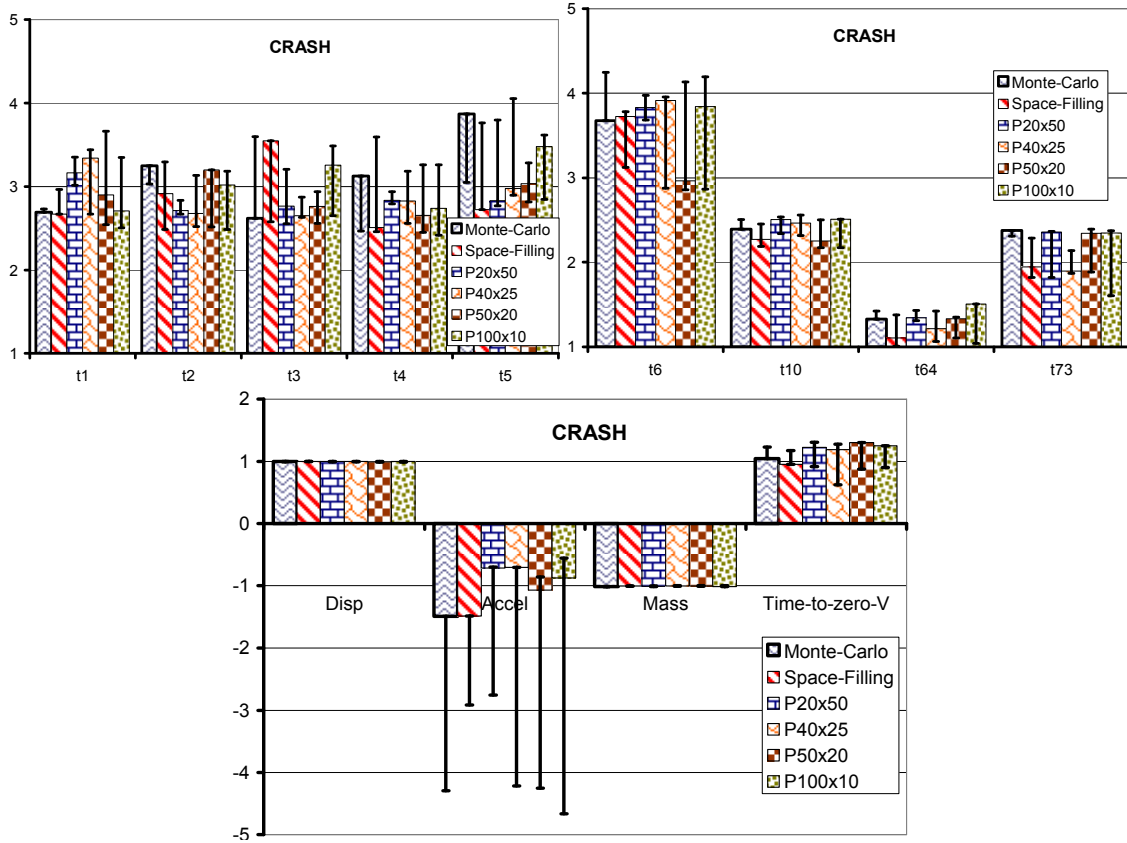 CRASH
5
4
3
2
1
Monte-Carlo
Space-Filling
P20x50
P40x25
P50x20
P100x10
t1 t2 t3 t4 t5
CRASH
5
4
3
2
1
Monte-Carlo
Space-Filling
P20x50
P40x25
P50x20
P100x10
t6 t10 t64 t73
CRASH
2
1
0
-1
-2
-3
-4
-5
Disp Accel Mass Time-to-zero-V
Monte-Carlo
Space-Filling
P20x50
P40x25
P50x20
P100x10